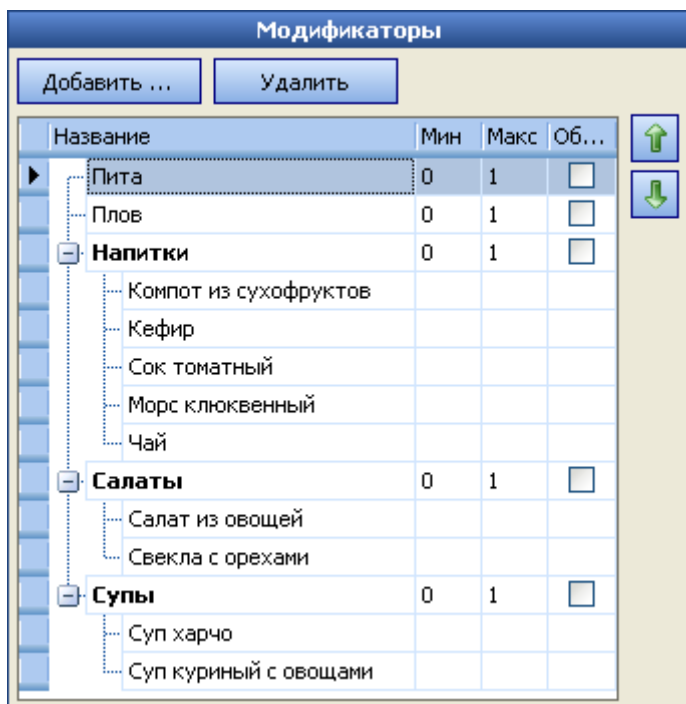 Модификаторы
Добавить ... Удалить
Название Мин Макс Об...
Пита 0 1
Плов 0 1
Напитки 0 1
Компот из сухофруктов
Кефир
Сок томатный
Морс клюквенный
Чай
Салаты 0 1
Салат из овощей
Свекла с орехами
Супы 0 1
Суп харчо
Суп куриный с овощами